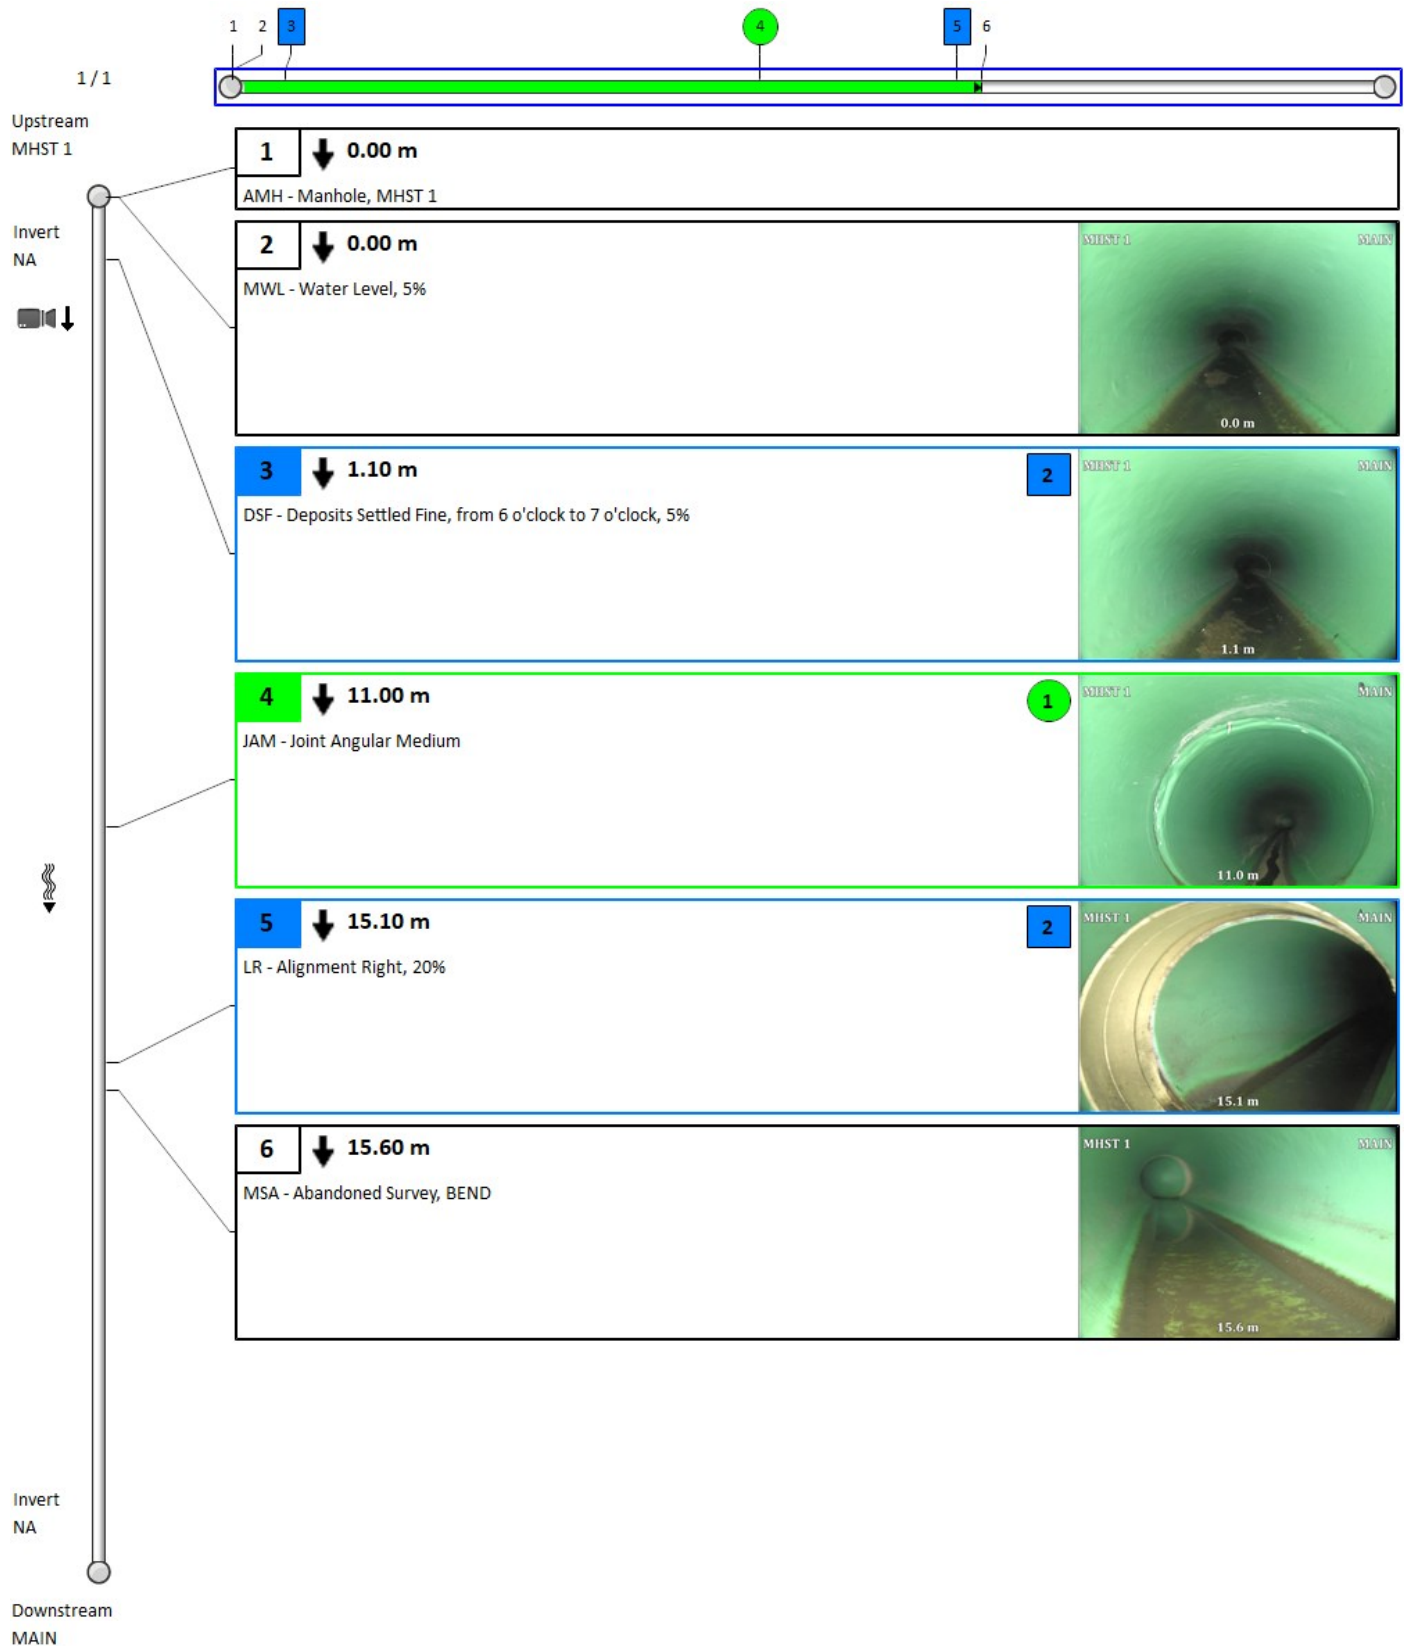 1 2 3 4 5 6
1 / 1
Upstream
MHST 1
1 0.00 m
AMH - Manhole, MHST 1
Invert
NA
2 0.00 m
MWL - Water Level, 5%
MHST 1 MAIN
0.0 m
3 1.10 m 2
DSF - Deposits Settled Fine, from 6 o'clock to 7 o'clock, 5%
MHST 1 MAIN
1.1 m
4 11.00 m 1
JAM - Joint Angular Medium
MHST 1 MAIN
11.0 m
5 15.10 m 2
LR - Alignment Right, 20%
MHST 1 MAIN
15.1 m
6 15.60 m
MSA - Abandoned Survey, BEND
MHST 1 MAIN
15.6 m
Invert
NA
Downstream
MAIN